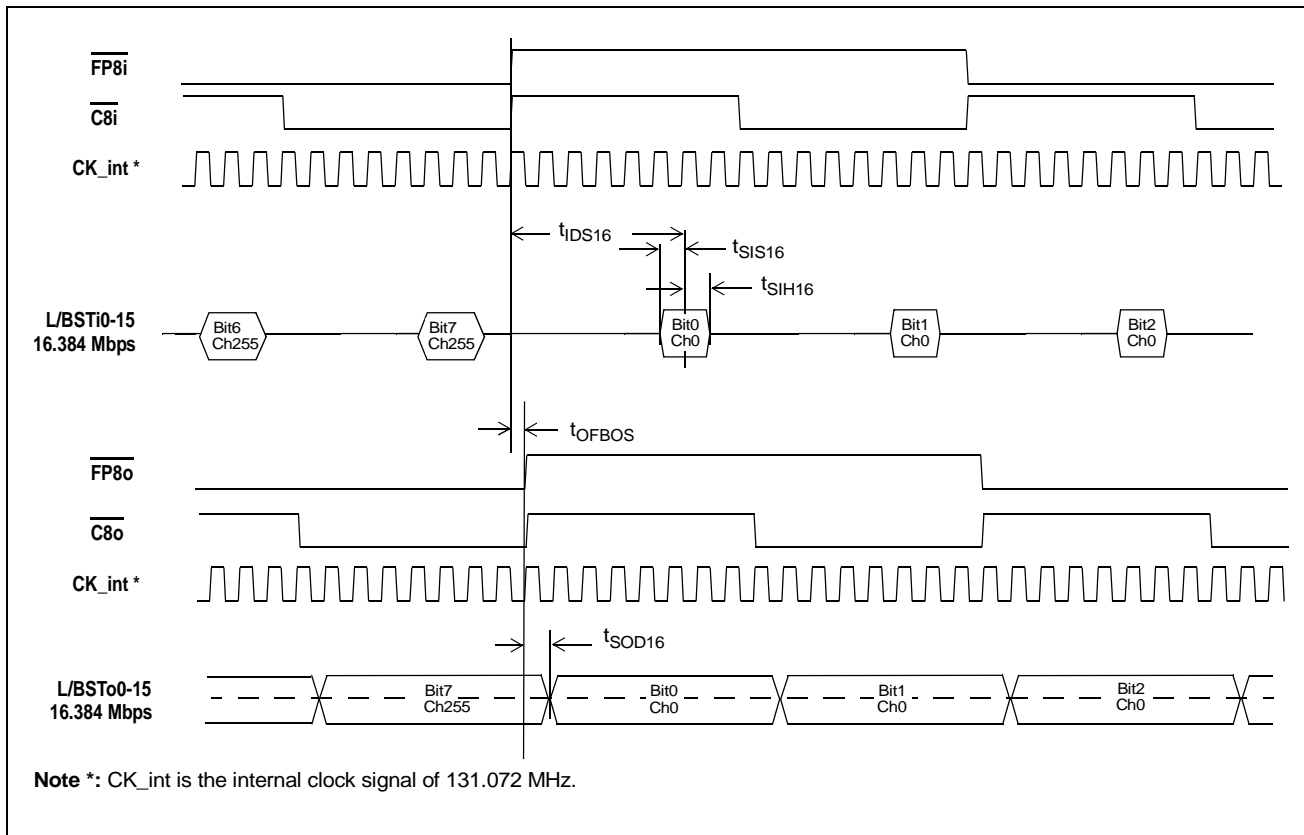 FP8i
C8i
CK_int *
tIDS16
tSIS16
tSIH16
L/BSTi0-15
16.384 Mbps
Bit6
Ch255
Bit7
Ch255
Bit0
Ch0
Bit1
Ch0
Bit2
Ch0
tOFBOS
FP8o
C8o
CK_int *
tSOD16
L/BSTo0-15
16.384 Mbps
Bit7
Ch255
Bit0
Ch0
Bit1
Ch0
Bit2
Ch0
Note *: CK_int is the internal clock signal of 131.072 MHz.